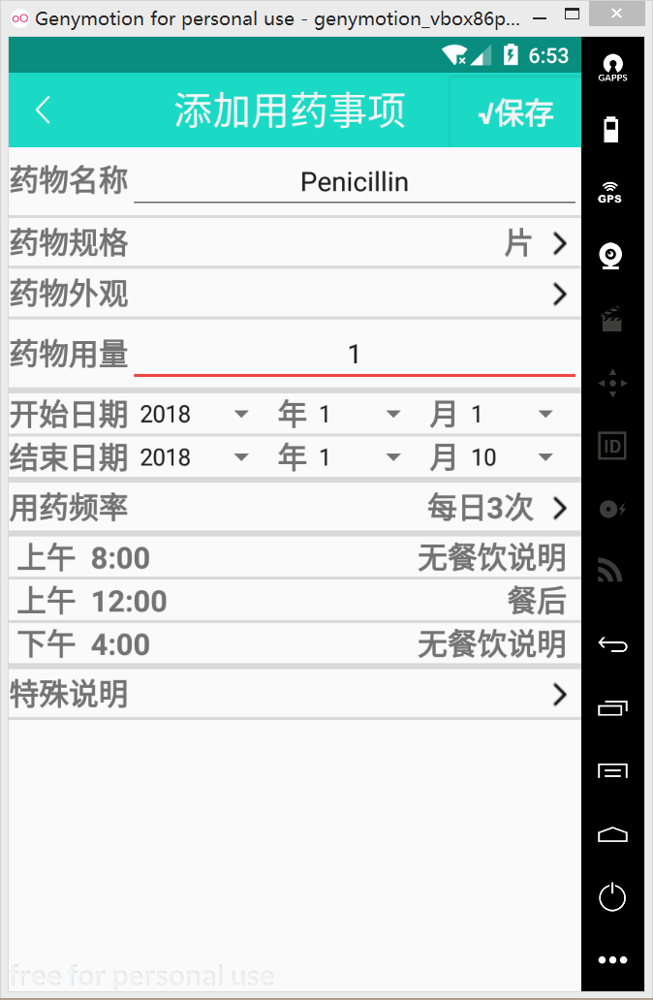 Genymotion for personal use - genymotion_vbox86p...
6:53
添加用药事项 √保存
GAPPS
药物名称 Penicillin
GPS
药物规格 片
药物外观
药物用量 1
开始日期 2018 年 1 月 1
结束日期 2018 年 1 月 10
ID
用药频率 每日3次
上午 8:00 无餐饮说明
上午 12:00 餐后
下午 4:00 无餐饮说明
特殊说明
free for personal use